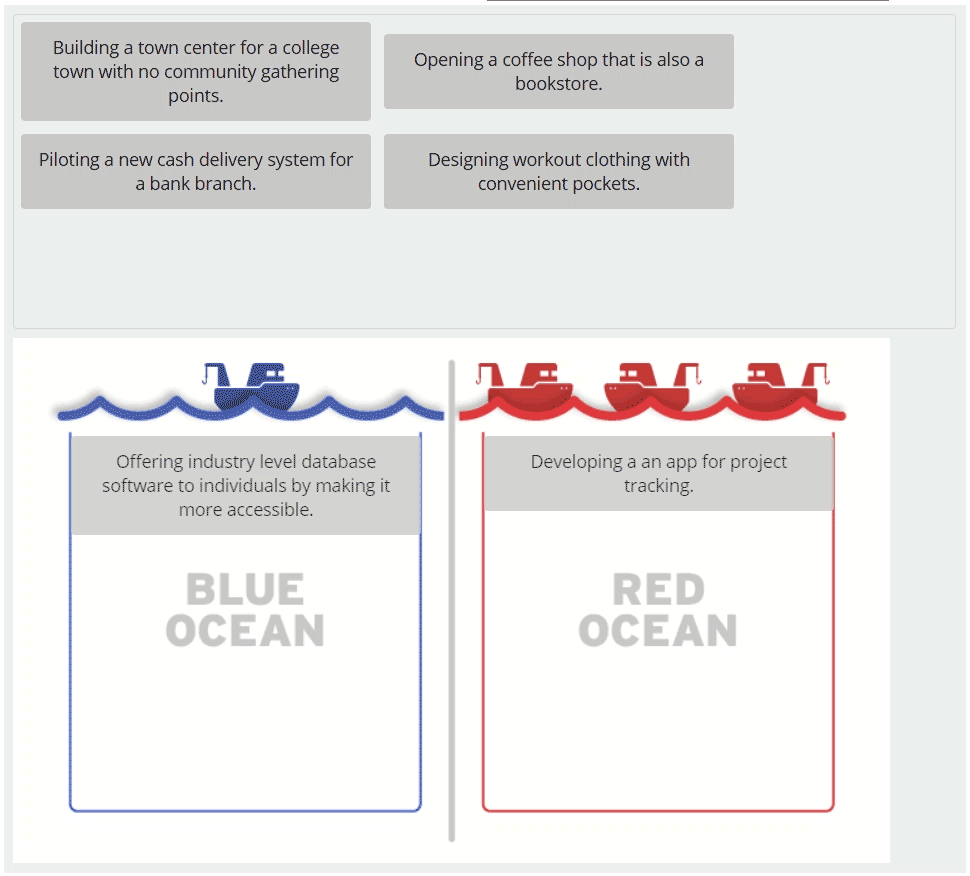 Building a town center for a college
town with no community gathering
points.
Opening a coffee shop that is also a
bookstore.
Piloting a new cash delivery system for
a bank branch.
Designing workout clothing with
convenient pockets.
Offering industry level database
software to individuals by making it
more accessible.
BLUE
OCEAN
Developing a an app for project
tracking.
RED
OCEAN